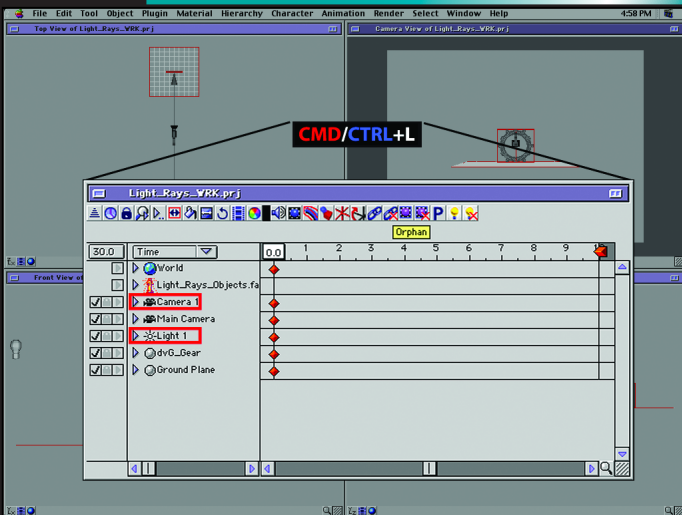 File Edit Tool Object Plugin Material Hierarchy Character Animation Render Select Window Help 4:58 PM
Top View of Light_Rays_WRK.prj
Camera View of Light_Rays_WRK.prj
CMD/CTRL+L
Light_Rays_WRK.prj
P
Orphan
30.0 Time 0.0 1 2 3 4 5 6 7 8 9
World
Light_Rays_Objects.fa
Front View of
Camera 1
Main Camera
Light 1
dvG_Gear
Ground Plane